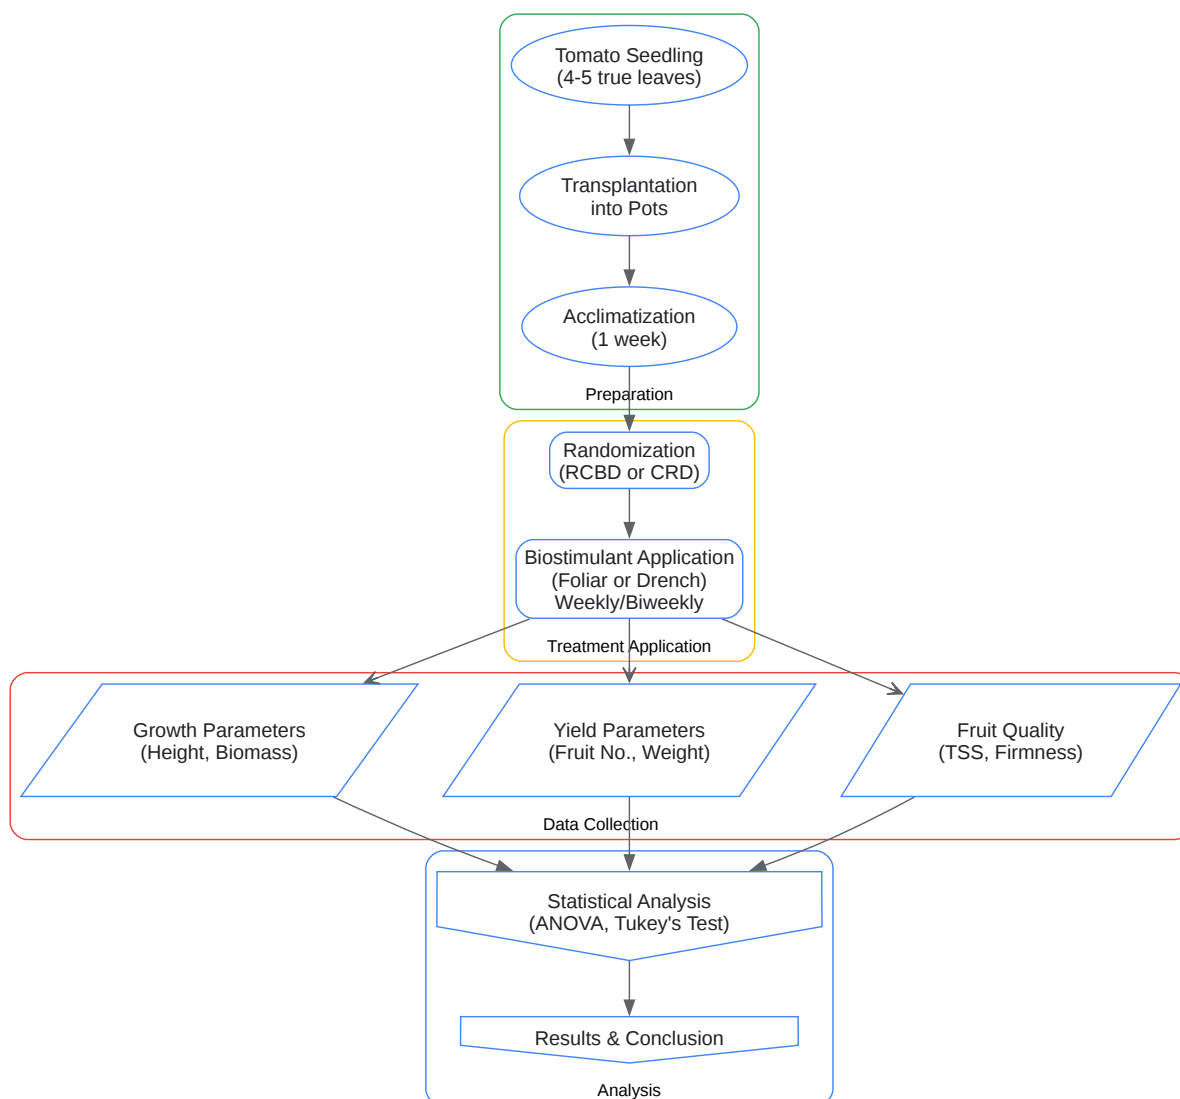 Tomato Seedling
(4-5 true leaves)
Transplantation
into Pots
Acclimatization
(1 week)
Preparation
Randomization
(RCBD or CRD)
Biostimulant Application
(Foliar or Drench)
Weekly/Biweekly
Treatment Application
Growth Parameters
(Height, Biomass)
Yield Parameters
(Fruit No., Weight)
Fruit Quality
(TSS, Firmness)
Data Collection
Statistical Analysis
(ANOVA, Tukey's Test)
Results & Conclusion
Analysis